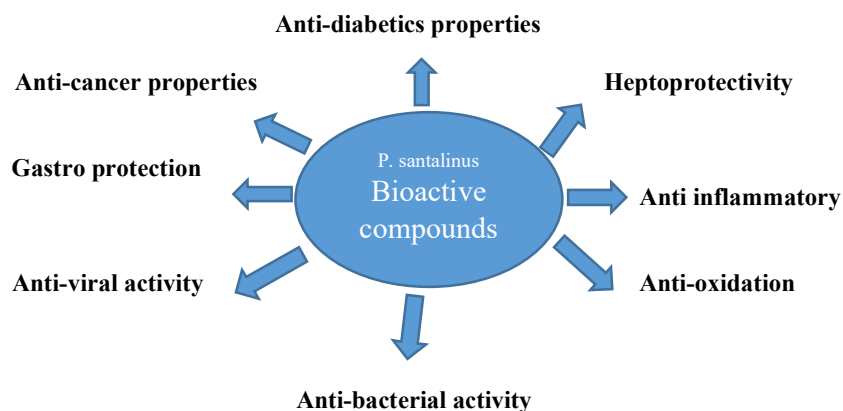 Anti-diabetics properties
Anti-cancer properties
Heptoprotectivity
P. santalinus
Bioactive
compounds
Gastro protection
Anti inflammatory
Anti-viral activity
Anti-oxidation
Anti-bacterial activity